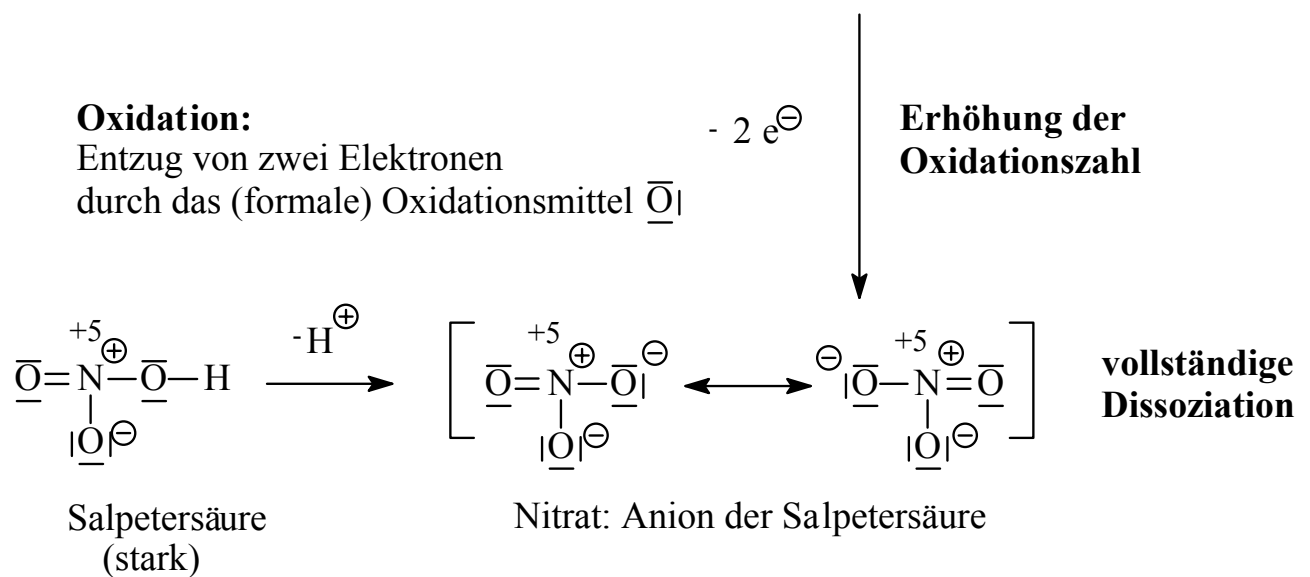 Oxidation:
Entzug von zwei Elektronen
durch das (formale) Oxidationsmittel O
- 2 e⊖
Erhöhung der
Oxidationszahl
+5 ⊕
O=N–O–H
|O|⊖
-H⊕
+5 ⊕ ⊖
O=N–O|
|O|⊖
⊖ +5 ⊕
|O–N=O
|O|⊖
vollständige
Dissoziation
Salpetersäure
(stark)
Nitrat: Anion der Salpetersäure